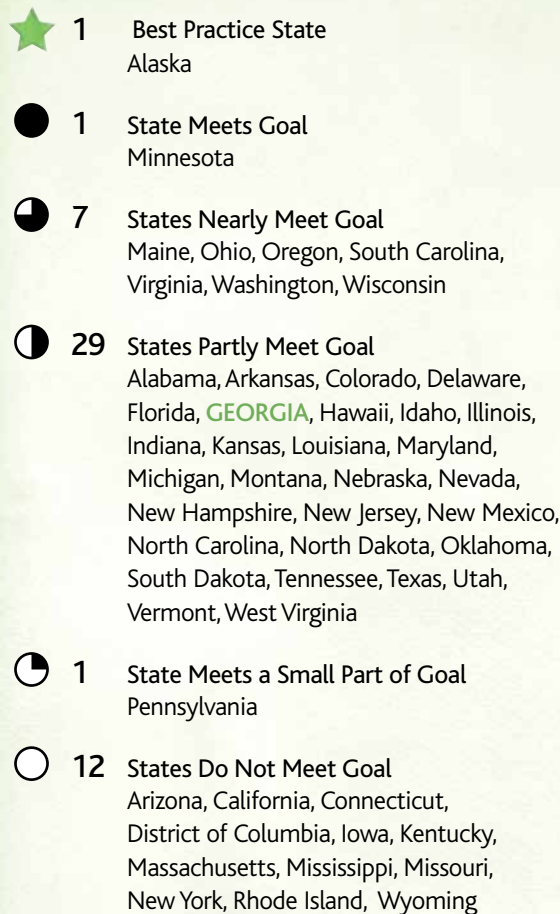 1 Best Practice State
Alaska
1 State Meets Goal
Minnesota
7 States Nearly Meet Goal
Maine, Ohio, Oregon, South Carolina,
Virginia, Washington, Wisconsin
29 States Partly Meet Goal
Alabama, Arkansas, Colorado, Delaware,
Florida, GEORGIA, Hawaii, Idaho, Illinois,
Indiana, Kansas, Louisiana, Maryland,
Michigan, Montana, Nebraska, Nevada,
New Hampshire, New Jersey, New Mexico,
North Carolina, North Dakota, Oklahoma,
South Dakota, Tennessee, Texas, Utah,
Vermont, West Virginia
1 State Meets a Small Part of Goal
Pennsylvania
12 States Do Not Meet Goal
Arizona, California, Connecticut,
District of Columbia, Iowa, Kentucky,
Massachusetts, Mississippi, Missouri,
New York, Rhode Island, Wyoming